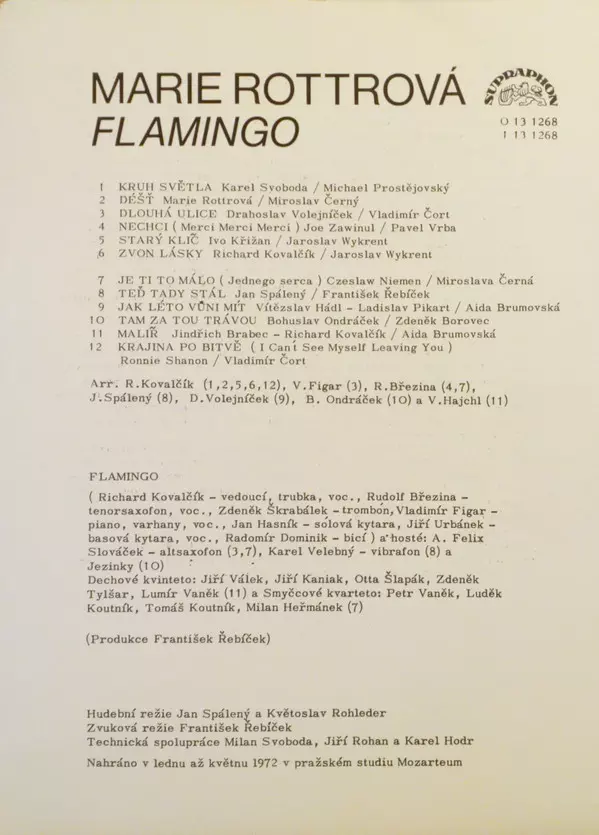 MARIE ROTTROVÁ
FLAMINGO
SUPRAPHON
O 13 1268
1 13 1268
1 KRUH SVĚTLA Karel Svoboda / Michael Prostějovský
2 DÉŠŤ Marie Rottrová / Miroslav Černý
3 DLOUHÁ ULICE Drahoslav Volejníček / Vladimír Čort
4 NECHCI ( Merci Merci Merci ) Joe Zawinul / Pavel Vrba
5 STARÝ KLÍČ Ivo Křižan / Jaroslav Wykrent
6 ZVON LÁSKY Richard Kovalčík / Jaroslav Wykrent
7 JE TI TO MÁLO ( Jednego serca ) Czeslaw Niemen / Miroslava Černá
8 TEĎ TADY STÁL Jan Spálený / František Řebíček
9 JAK LÉTO VŮNI MÍT Vítězslav Hádl - Ladislav Pikart / Aida Brumovská
10 TAM ZA TOU TRÁVOU Bohuslav Ondráček / Zdeněk Borovec
11 MALÍŘ Jindřich Brabec - Richard Kovalčík / Aida Brumovská
12 KRAJINA PO BITVĚ ( I Can't See Myself Leaving You )
Ronnie Shanon / Vladimír Čort
Arr. R.Kovalčík (1,2,5,6,12), V.Figar (3), R.Březina (4,7),
J.Spálený (8), D.Volejníček (9), B. Ondráček (10) a V.Hajchl (11)
FLAMINGO
( Richard Kovalčík - vedoucí, trubka, voc., Rudolf Březina -
tenorsaxofon, voc., Zdeněk Škrabálek - trombón, Vladimír Figar -
piano, varhany, voc., Jan Hasník - sólová kytara, Jiří Urbánek -
basová kytara, voc., Radomír Dominik - bicí ) a hosté: A. Felix
Slováček - altsaxofon (3,7), Karel Velebný - vibrafon (8) a
Jezinky (10)
Dechové kvinteto: Jiří Válek, Jiří Kaniak, Otta Šlapák, Zdeněk
Tylšar, Lumír Vaněk (11) a Smyčcové kvarteto: Petr Vaněk, Luděk
Koutník, Tomáš Koutník, Milan Heřmánek (7)
(Produkce František Řebíček)
Hudební režie Jan Spálený a Květoslav Rohleder
Zvuková režie František Řebíček
Technická spolupráce Milan Svoboda, Jiří Rohan a Karel Hodr
Nahráno v lednu až květnu 1972 v pražském studiu Mozarteum